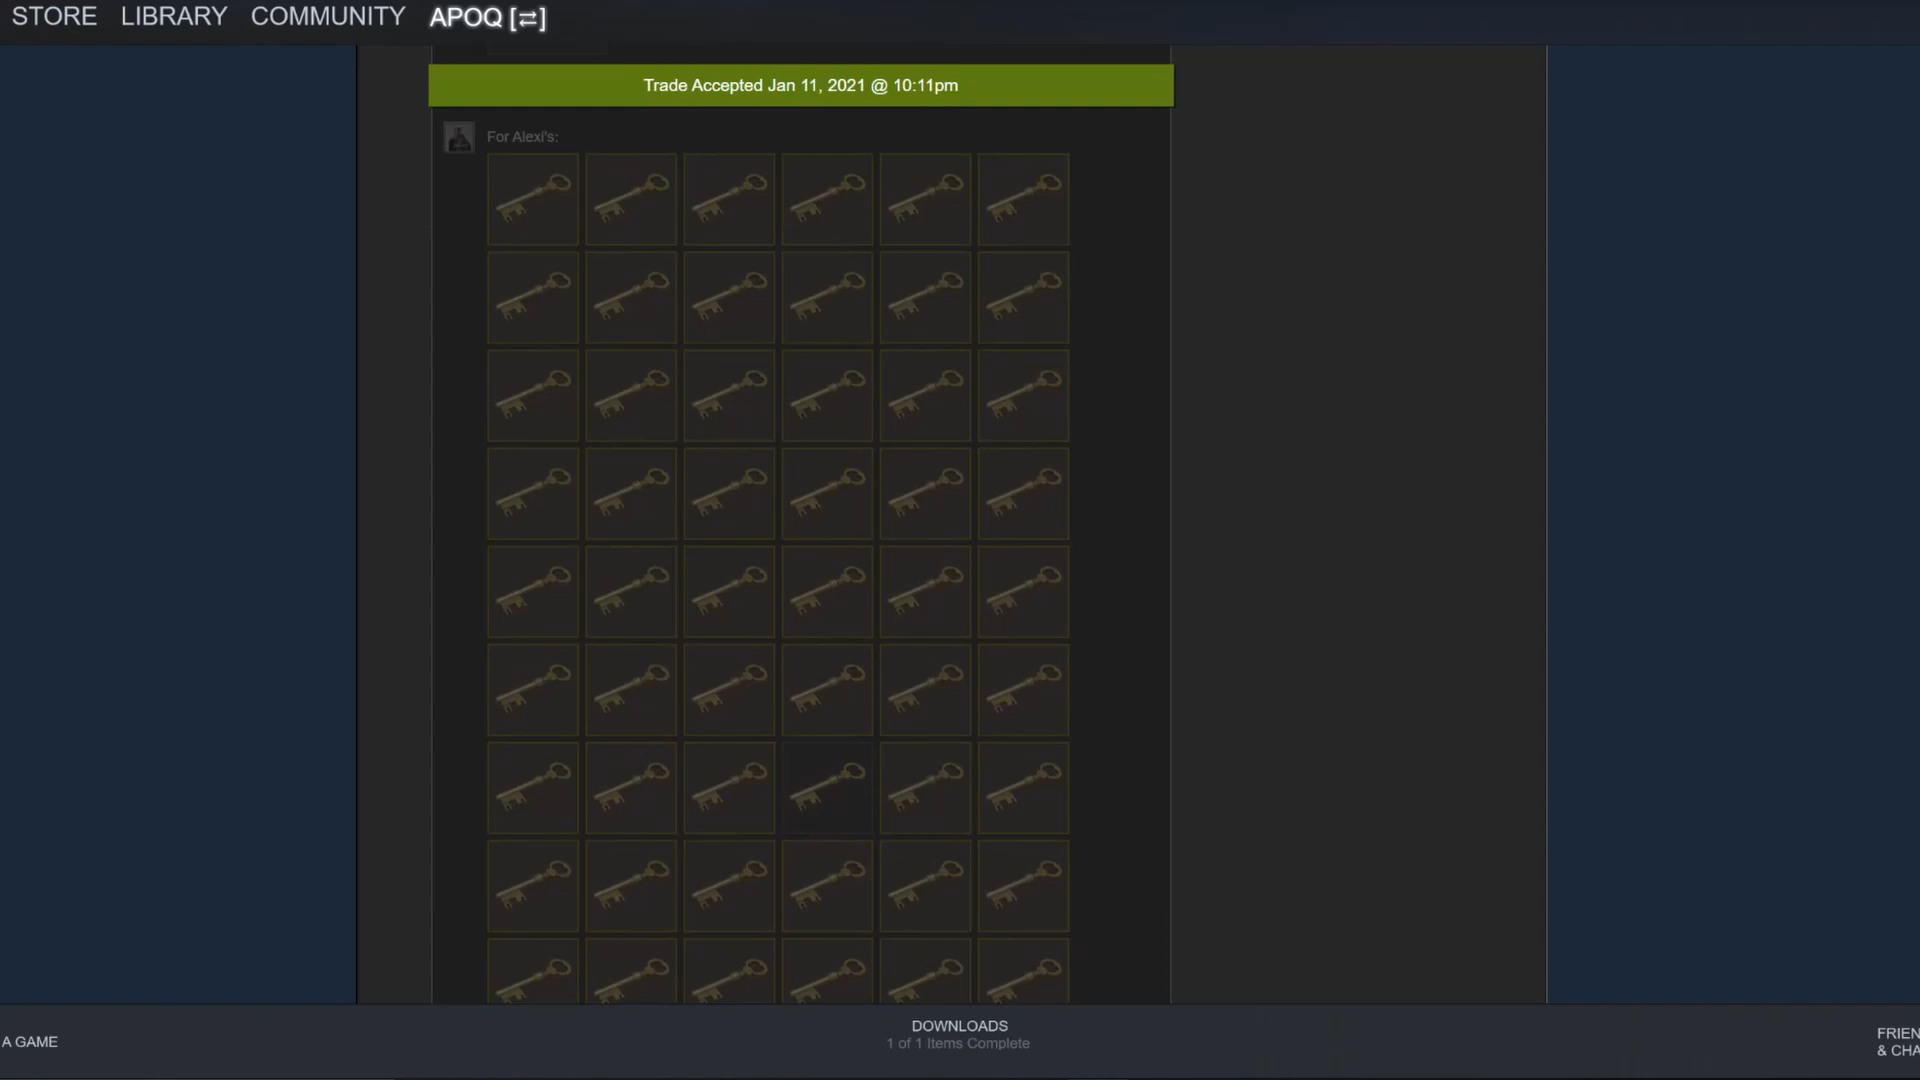 STORE LIBRARY COMMUNITY APOQ [⇄]
Trade Accepted Jan 11, 2021 @ 10:11pm
For Alexi's:
A GAME
DOWNLOADS
1 of 1 Items Complete
FRIEN
& CHA